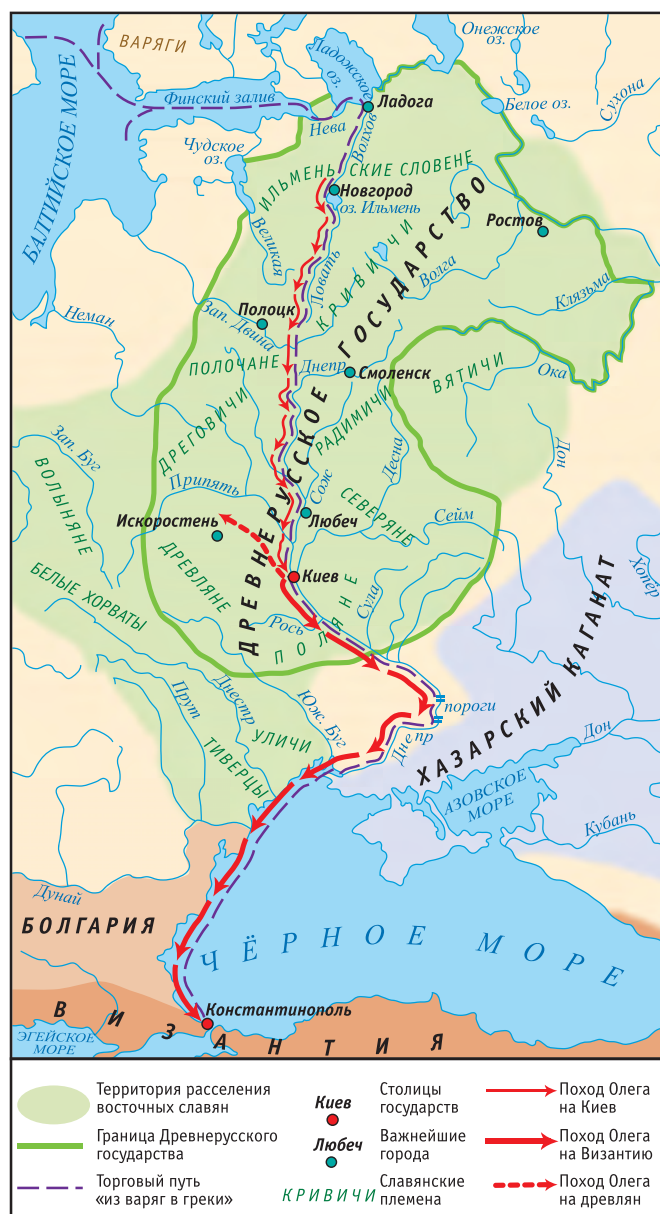 ВАРЯГИ
Ладожское
оз.
Онежское
оз.
Финский залив
Ладога
Белое оз.
Сухона
Нева
Волхов
БАЛТИЙСКОЕ МОРЕ
Чудское
оз.
ИЛЬМЕНЬСКИЕ СЛОВЕНЕ
Новгород
оз. Ильмень
Ростов
Великая
Ловать
КРИВИЧИ
Волга
Клязьма
Неман
Полоцк
Зап. Двина
ДРЕВНЕРУССКОЕ ГОСУДАРСТВО
ПОЛОЧАНЕ
Днепр
Смоленск
ВЯТИЧИ
Ока
ДРЕГОВИЧИ
РАДИМИЧИ
Дон
Зап. Буг
ВОЛЫНЯНЕ
Припять
Сож
Десна
СЕВЕРЯНЕ
Искоростень
Любеч
Сейм
ДРЕВЛЯНЕ
Киев
Хопёр
БЕЛЫЕ ХОРВАТЫ
Сула
Рось
ПОЛЯНЕ
Прут
Днестр
Юж. Буг
УЛИЧИ
ТИВЕРЦЫ
пороги
Днепр
ХАЗАРСКИЙ КАГАНАТ
Дон
АЗОВСКОЕ
МОРЕ
Кубань
Дунай
БОЛГАРИЯ
ЧЁРНОЕ МОРЕ
Константинополь
ВИЗАНТИЯ
ЭГЕЙСКОЕ
МОРЕ
Территория расселения
восточных славян
Граница Древнерусского
государства
Торговый путь
«из варяг в греки»
Киев
Столицы
государств
Любеч
Важнейшие
города
КРИВИЧИ
Славянские
племена
Поход Олега
на Киев
Поход Олега
на Византию
Поход Олега
на древлян